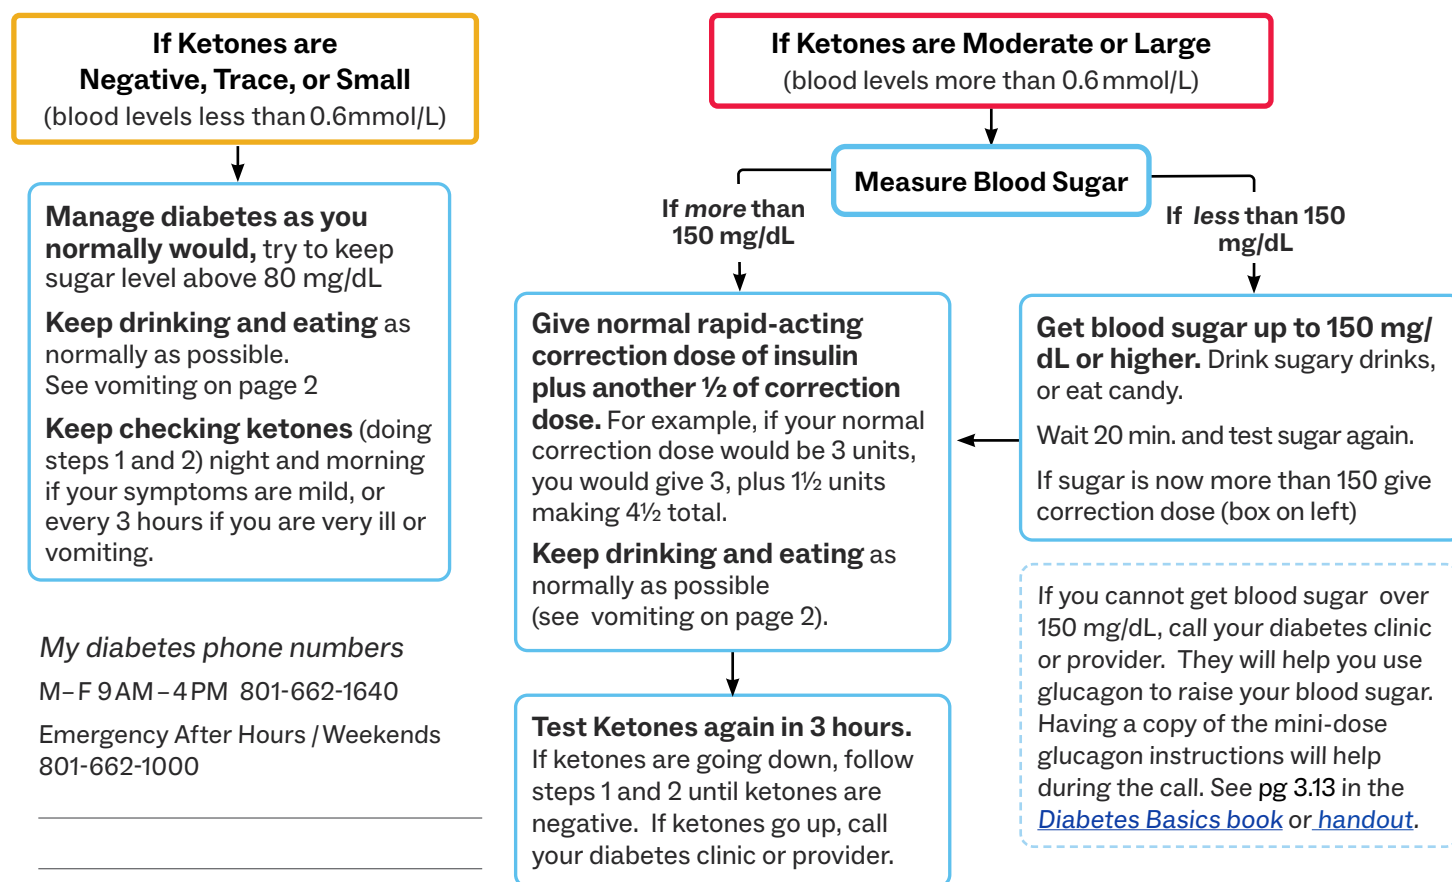 If Ketones are
Negative, Trace, or Small
(blood levels less than 0.6mmol/L)
Manage diabetes as you
normally would, try to keep
sugar level above 80 mg/dL
Keep drinking and eating as
normally as possible.
See vomiting on page 2
Keep checking ketones (doing
steps 1 and 2) night and morning
if your symptoms are mild, or
every 3 hours if you are very ill or
vomiting.
My diabetes phone numbers
M–F 9AM–4PM 801-662-1640
Emergency After Hours / Weekends
801-662-1000
If Ketones are Moderate or Large
(blood levels more than 0.6 mmol/L)
Measure Blood Sugar
If more than
150 mg/dL
If less than 150
mg/dL
Give normal rapid-acting
correction dose of insulin
plus another ½ of correction
dose. For example, if your normal
correction dose would be 3 units,
you would give 3, plus 1½ units
making 4½ total.
Keep drinking and eating as
normally as possible
(see vomiting on page 2).
Test Ketones again in 3 hours.
If ketones are going down, follow
steps 1 and 2 until ketones are
negative. If ketones go up, call
your diabetes clinic or provider.
Get blood sugar up to 150 mg/
dL or higher. Drink sugary drinks,
or eat candy.
Wait 20 min. and test sugar again.
If sugar is now more than 150 give
correction dose (box on left)
If you cannot get blood sugar over
150 mg/dL, call your diabetes clinic
or provider. They will help you use
glucagon to raise your blood sugar.
Having a copy of the mini-dose
glucagon instructions will help
during the call. See pg 3.13 in the
Diabetes Basics book or handout.